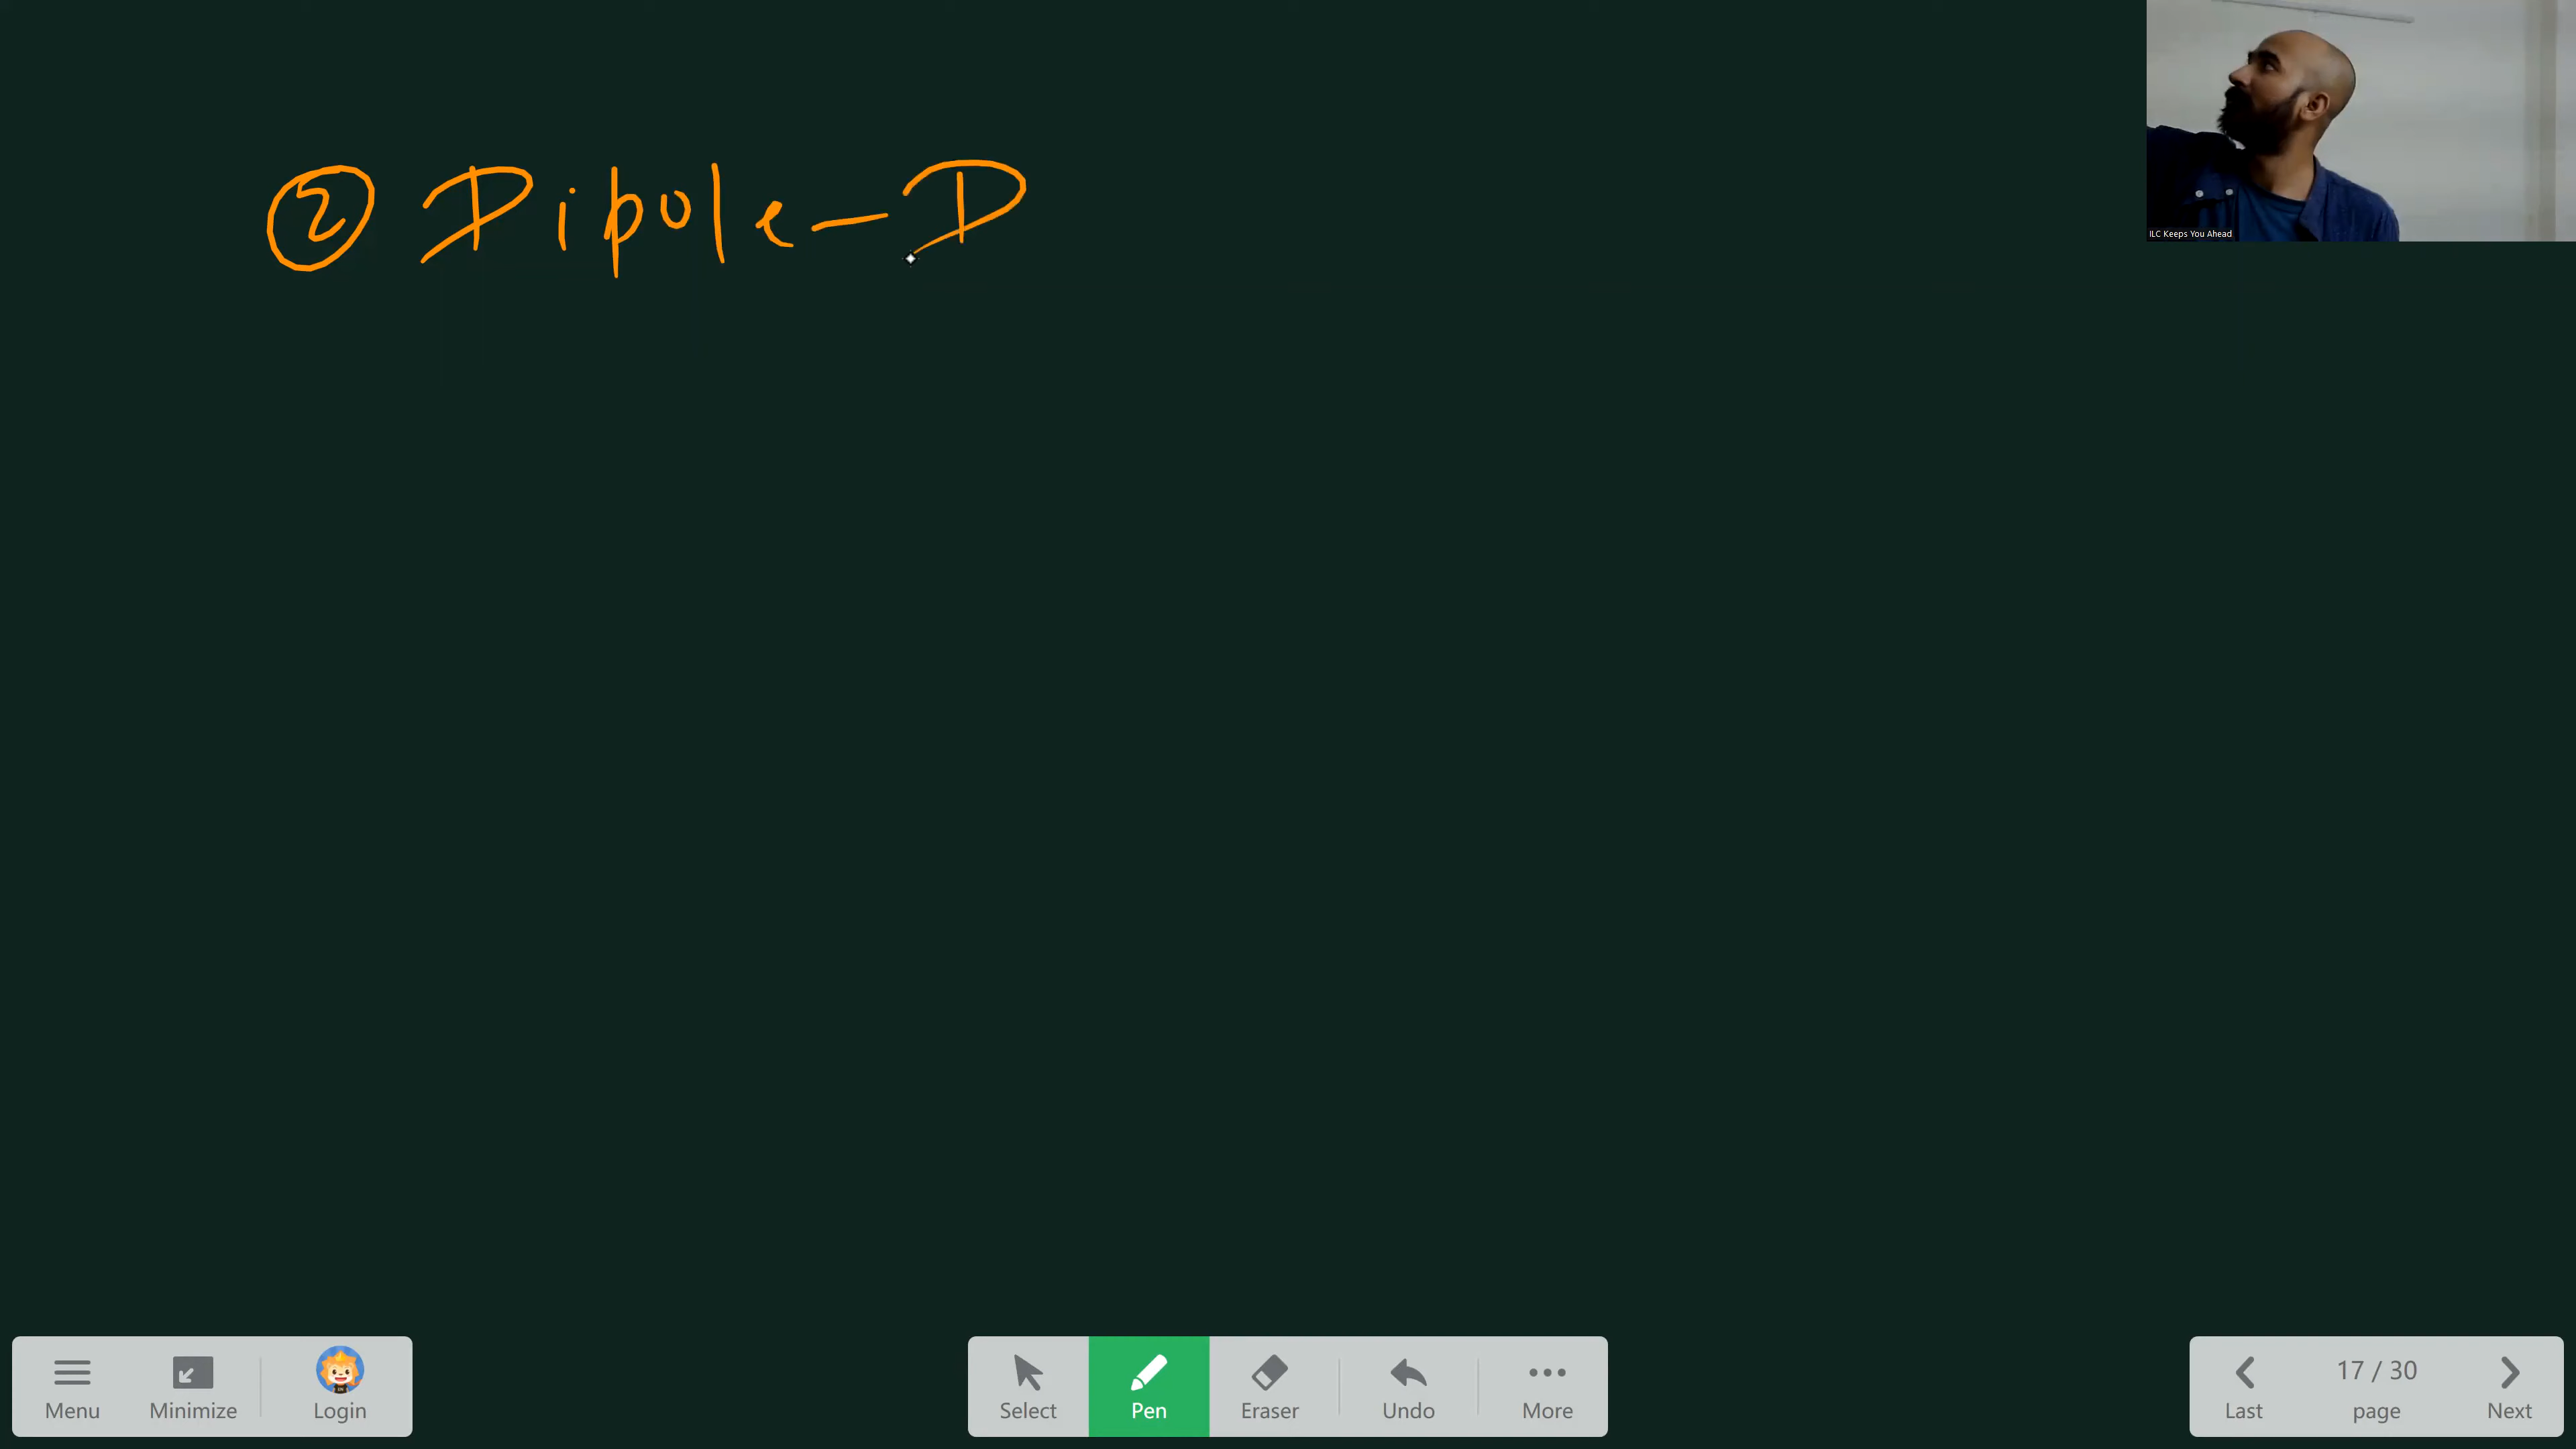 ② Dipole-D
ILC Keeps You Ahead
Menu Minimize Login Select Pen Eraser Undo More Last 17 / 30 page Next